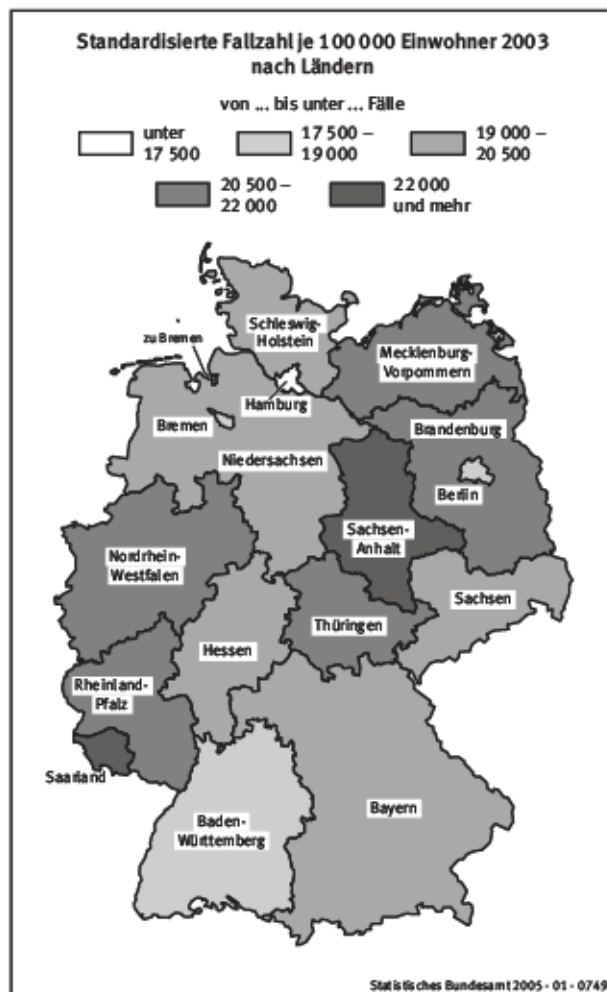 Standardisierte Fallzahl je 100 000 Einwohner 2003
nach Ländern
von ... bis unter ... Fälle
unter
17 500
17 500 –
19 000
19 000 –
20 500
20 500 –
22 000
22 000
und mehr
Schleswig-
Holstein
zu Bremen
Mecklenburg-
Vorpommern
Hamburg
Bremen
Brandenburg
Niedersachsen
Berlin
Sachsen-
Anhalt
Nordrhein-
Westfalen
Sachsen
Thüringen
Hessen
Rheinland-
Pfalz
Saarland
Bayern
Baden-
Württemberg
Statistisches Bundesamt 2005 - 01 - 0749